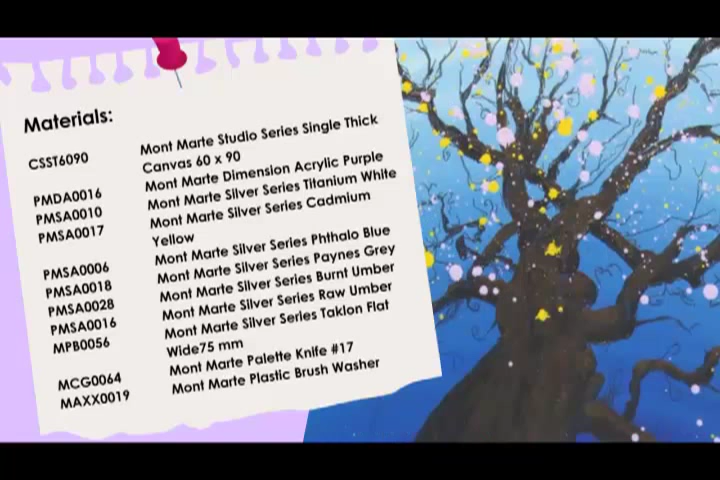 Materials:
CSST6090 Mont Marte Studio Series Single Thick
Canvas 60 x 90
PMDA0016 Mont Marte Dimension Acrylic Purple
PMSA0010 Mont Marte Silver Series Titanium White
PMSA0017 Mont Marte Silver Series Cadmium
Yellow
PMSA0006 Mont Marte Silver Series Phthalo Blue
PMSA0018 Mont Marte Silver Series Paynes Grey
PMSA0028 Mont Marte Silver Series Burnt Umber
PMSA0016 Mont Marte Silver Series Raw Umber
MPB0056 Mont Marte Silver Series Taklon Flat
Wide75 mm
MCG0064 Mont Marte Palette Knife #17
MAXX0019 Mont Marte Plastic Brush Washer